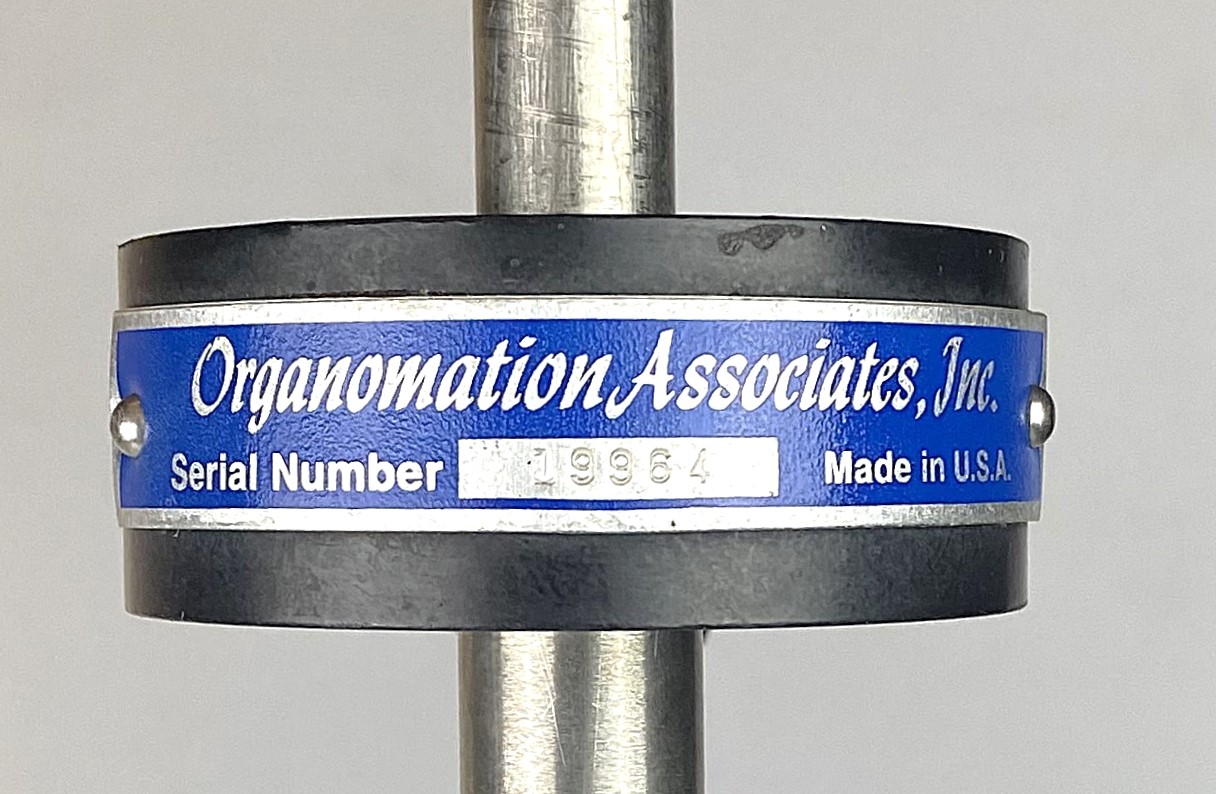 Organomation Associates, Inc.
Serial Number 19964 Made in U.S.A.